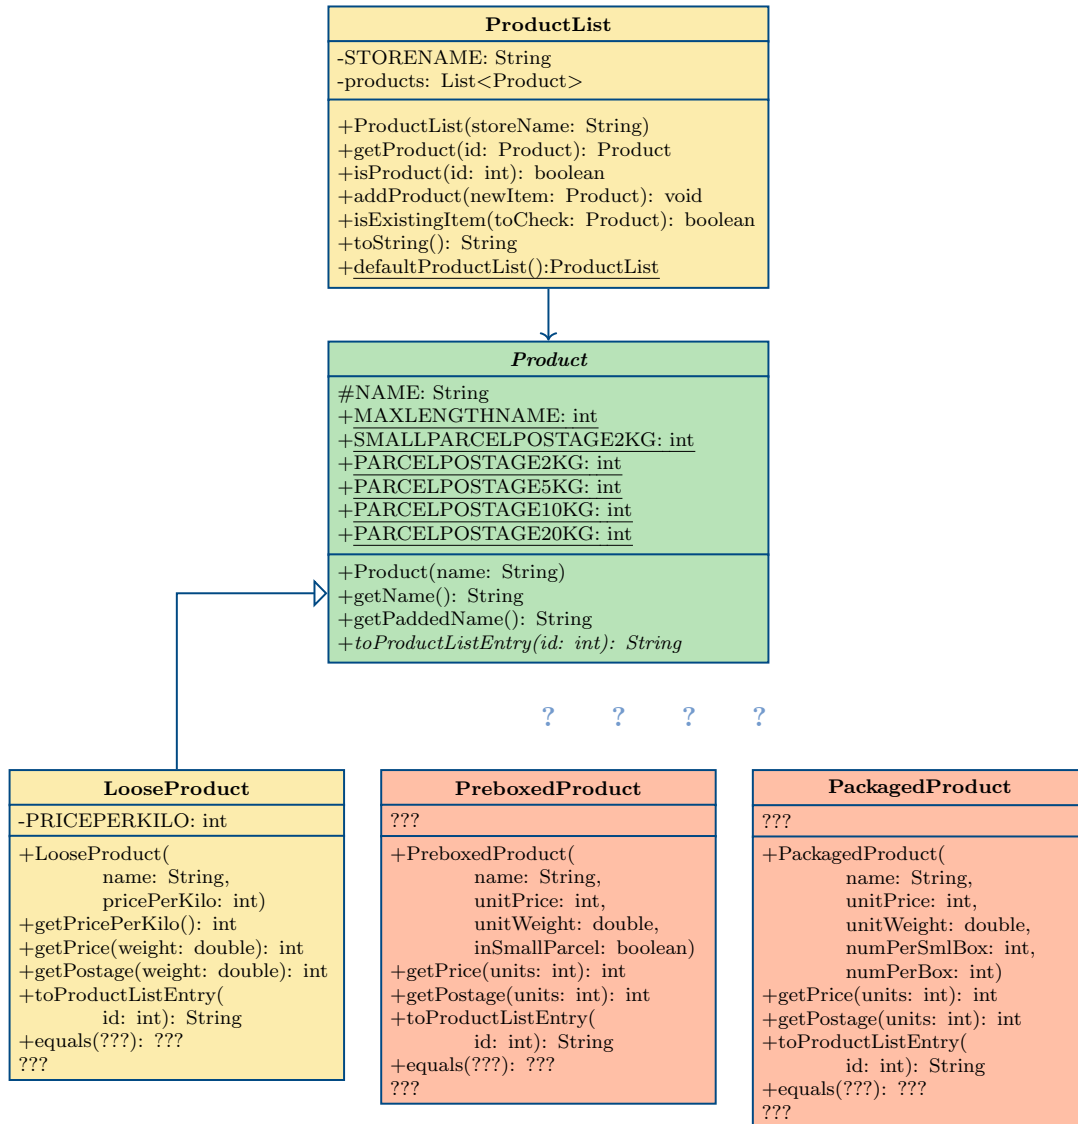 ProductList
-STORENAME: String
-products: List<Product>
+ProductList(storeName: String)
+getProduct(id: Product): Product
+isProduct(id: int): boolean
+addProduct(newItem: Product): void
+isExistingItem(toCheck: Product): boolean
+toString(): String
+defaultProductList():ProductList
Product
#NAME: String
+MAXLENGTHNAME: int
+SMALLPARCELPOSTAGE2KG: int
+PARCELPOSTAGE2KG: int
+PARCELPOSTAGE5KG: int
+PARCELPOSTAGE10KG: int
+PARCELPOSTAGE20KG: int
+Product(name: String)
+getName(): String
+getPaddedName(): String
+toProductListEntry(id: int): String
? ? ? ?
LooseProduct
-PRICEPERKILO: int
+LooseProduct(
name: String,
pricePerKilo: int)
+getPricePerKilo(): int
+getPrice(weight: double): int
+getPostage(weight: double): int
+toProductListEntry(
id: int): String
+equals(???): ???
???
PreboxedProduct
???
+PreboxedProduct(
name: String,
unitPrice: int,
unitWeight: double,
inSmallParcel: boolean)
+getPrice(units: int): int
+getPostage(units: int): int
+toProductListEntry(
id: int): String
+equals(???): ???
???
PackagedProduct
???
+PackagedProduct(
name: String,
unitPrice: int,
unitWeight: double,
numPerSmlBox: int,
numPerBox: int)
+getPrice(units: int): int
+getPostage(units: int): int
+toProductListEntry(
id: int): String
+equals(???): ???
???